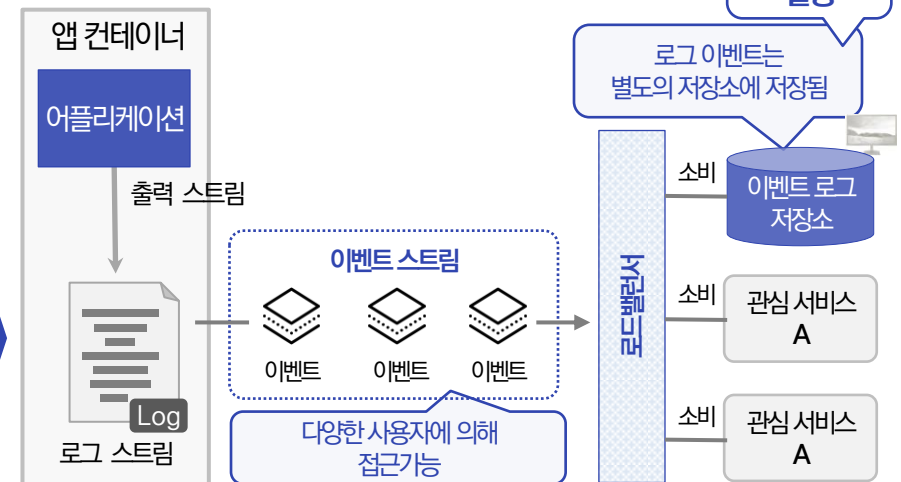 앱 컨테이너
어플리케이션
출력 스트림
Log
로그 스트림
이벤트 스트림
이벤트
이벤트
이벤트
다양한 사용자에 의해
접근가능
로드밸런서
로그 이벤트는
별도의 저장소에 저장됨
소비
이벤트 로그
저장소
소비
관심 서비스
A
소비
관심 서비스
A